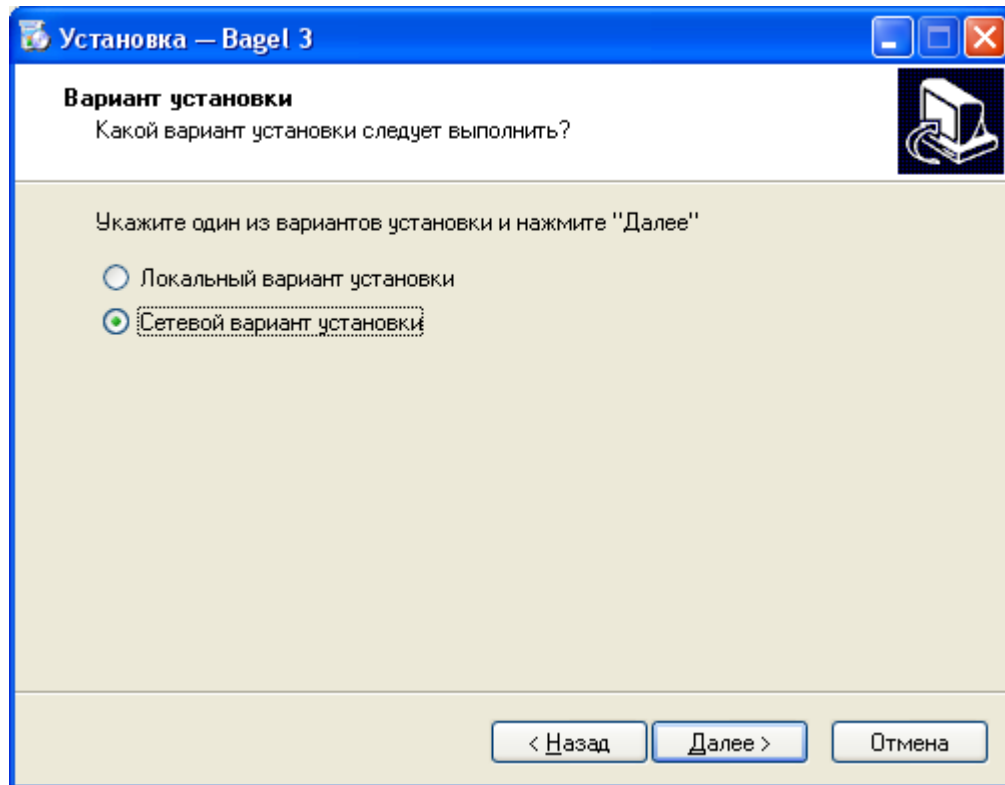 Установка — Bagel 3
Вариант установки
Какой вариант установки следует выполнить?
Укажите один из вариантов установки и нажмите "Далее"
Локальный вариант установки
Сетевой вариант установки
< Назад
Далее >
Отмена